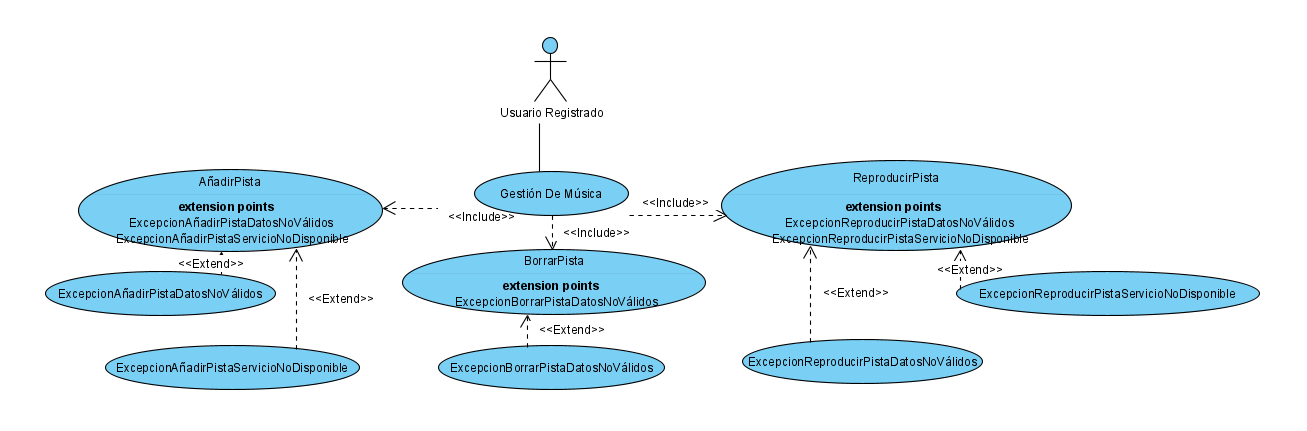 Usuario Registrado
Gestión De Música
AñadirPista
extension points
ExcepcionAñadirPistaDatosNoVálidos
ExcepcionAñadirPistaServicioNoDisponible
<<Include>>
<<Include>>
<<Include>>
ReproducirPista
extension points
ExcepcionReproducirPistaDatosNoVálidos
ExcepcionReproducirPistaServicioNoDisponible
BorrarPista
extension points
ExcepcionBorrarPistaDatosNoVálidos
<<Extend>>
ExcepcionAñadirPistaDatosNoVálidos
<<Extend>>
ExcepcionAñadirPistaServicioNoDisponible
<<Extend>>
ExcepcionBorrarPistaDatosNoVálidos
<<Extend>>
ExcepcionReproducirPistaDatosNoVálidos
<<Extend>>
ExcepcionReproducirPistaServicioNoDisponible